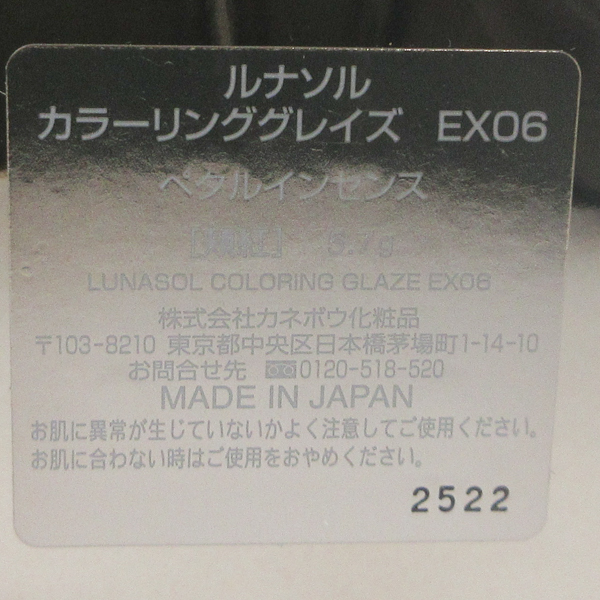 ルナソル
カラーリンググレイズ EX06
ペタルインセンス
[頬紅] 6.7g
LUNASOL COLORING GLAZE EX06
株式会社カネボウ化粧品
〒103-8210 東京都中央区日本橋茅場町1-14-10
お問合せ先 0120-518-520
MADE IN JAPAN
お肌に異常が生じていないかよく注意してご使用ください。
お肌に合わない時はご使用をおやめください。
2522